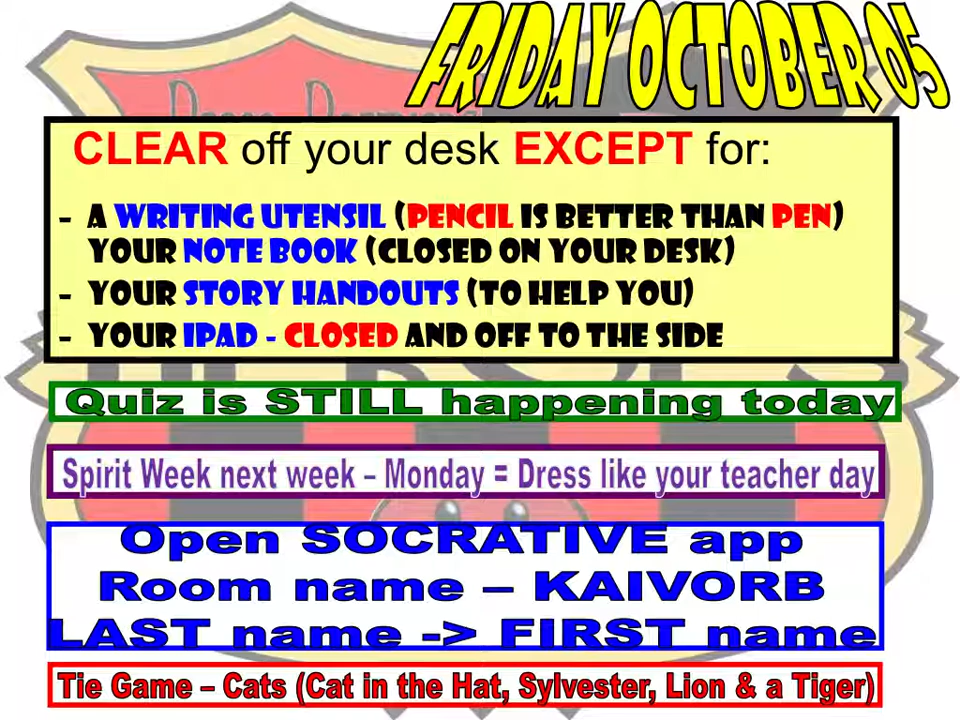 FRIDAY OCTOBER 05
CLEAR off your desk EXCEPT for:
- A WRITING UTENSIL (PENCIL IS BETTER THAN PEN)
YOUR NOTE BOOK (CLOSED ON YOUR DESK)
- YOUR STORY HANDOUTS (TO HELP YOU)
- YOUR IPAD - CLOSED AND OFF TO THE SIDE
Quiz is STILL happening today
Spirit Week next week – Monday = Dress like your teacher day
Open SOCRATIVE app
Room name – KAIVORB
LAST name -> FIRST name
Tie Game – Cats (Cat in the Hat, Sylvester, Lion & a Tiger)